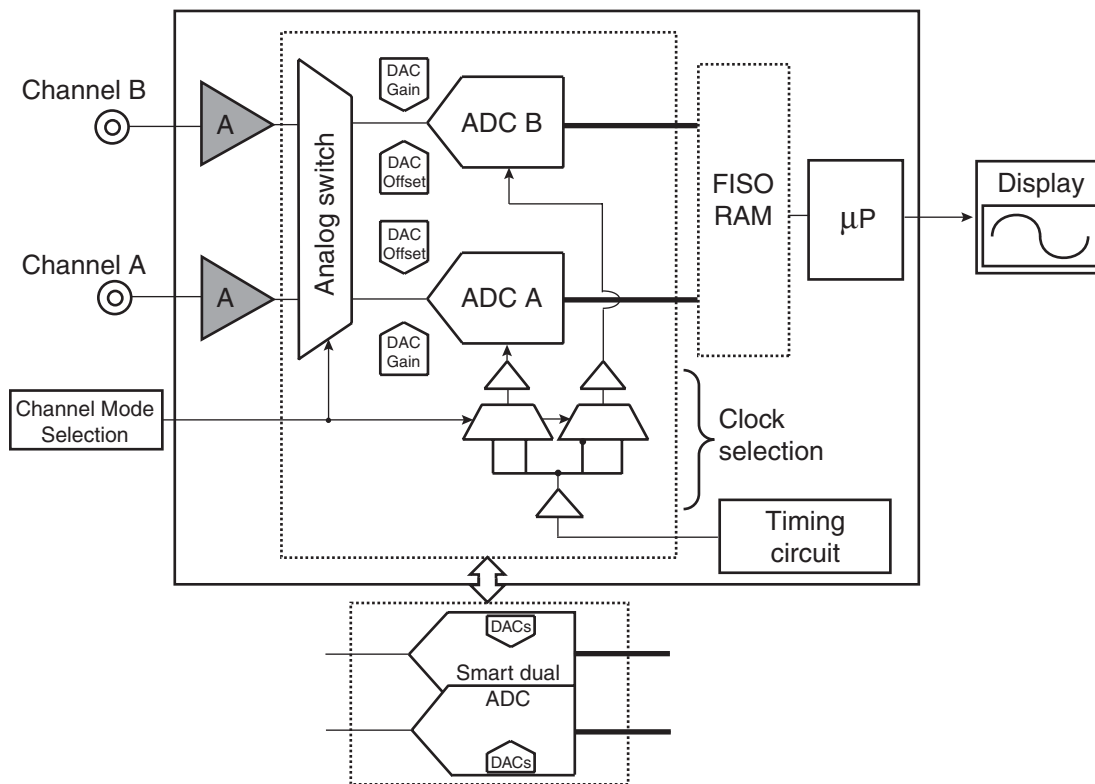 Channel B
A
Analog switch
DAC
Gain
ADC B
DAC
Offset
FISO
RAM
μP
Display
Channel A
A
DAC
Offset
ADC A
DAC
Gain
Channel Mode
Selection
Clock
selection
Timing
circuit
DACs
Smart dual
ADC
DACs